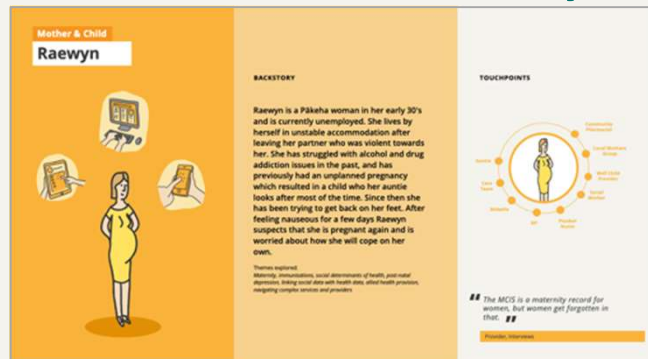 Mother & Child
Raewyn
BACKSTORY
Raewyn is a Pākeha woman in her early 30's
and is currently unemployed. She lives by
herself in unstable accommodation after
leaving her partner who was violent towards
her. She has struggled with alcohol and drug
addiction issues in the past, and has
previously had an unplanned pregnancy
which resulted in a child who her auntie
looks after most of the time. Since then she
has been trying to get back on her feet. After
feeling nauseous for a few days Raewyn
suspects that she is pregnant again and is
worried about how she will cope on her
own.
Themes explored:
Maternity, immunisations, social determinants of health, post natal
depression, linking social data with health data, allied health provision,
navigating complex services and providers
TOUCHPOINTS
Community
Pharmacist
Local Mothers
Group
Well Child
Provider
Social
Worker
GP
Auntie
" The MCIS is a maternity record for
women, but women get forgotten in
that. "
Provider, Interviews